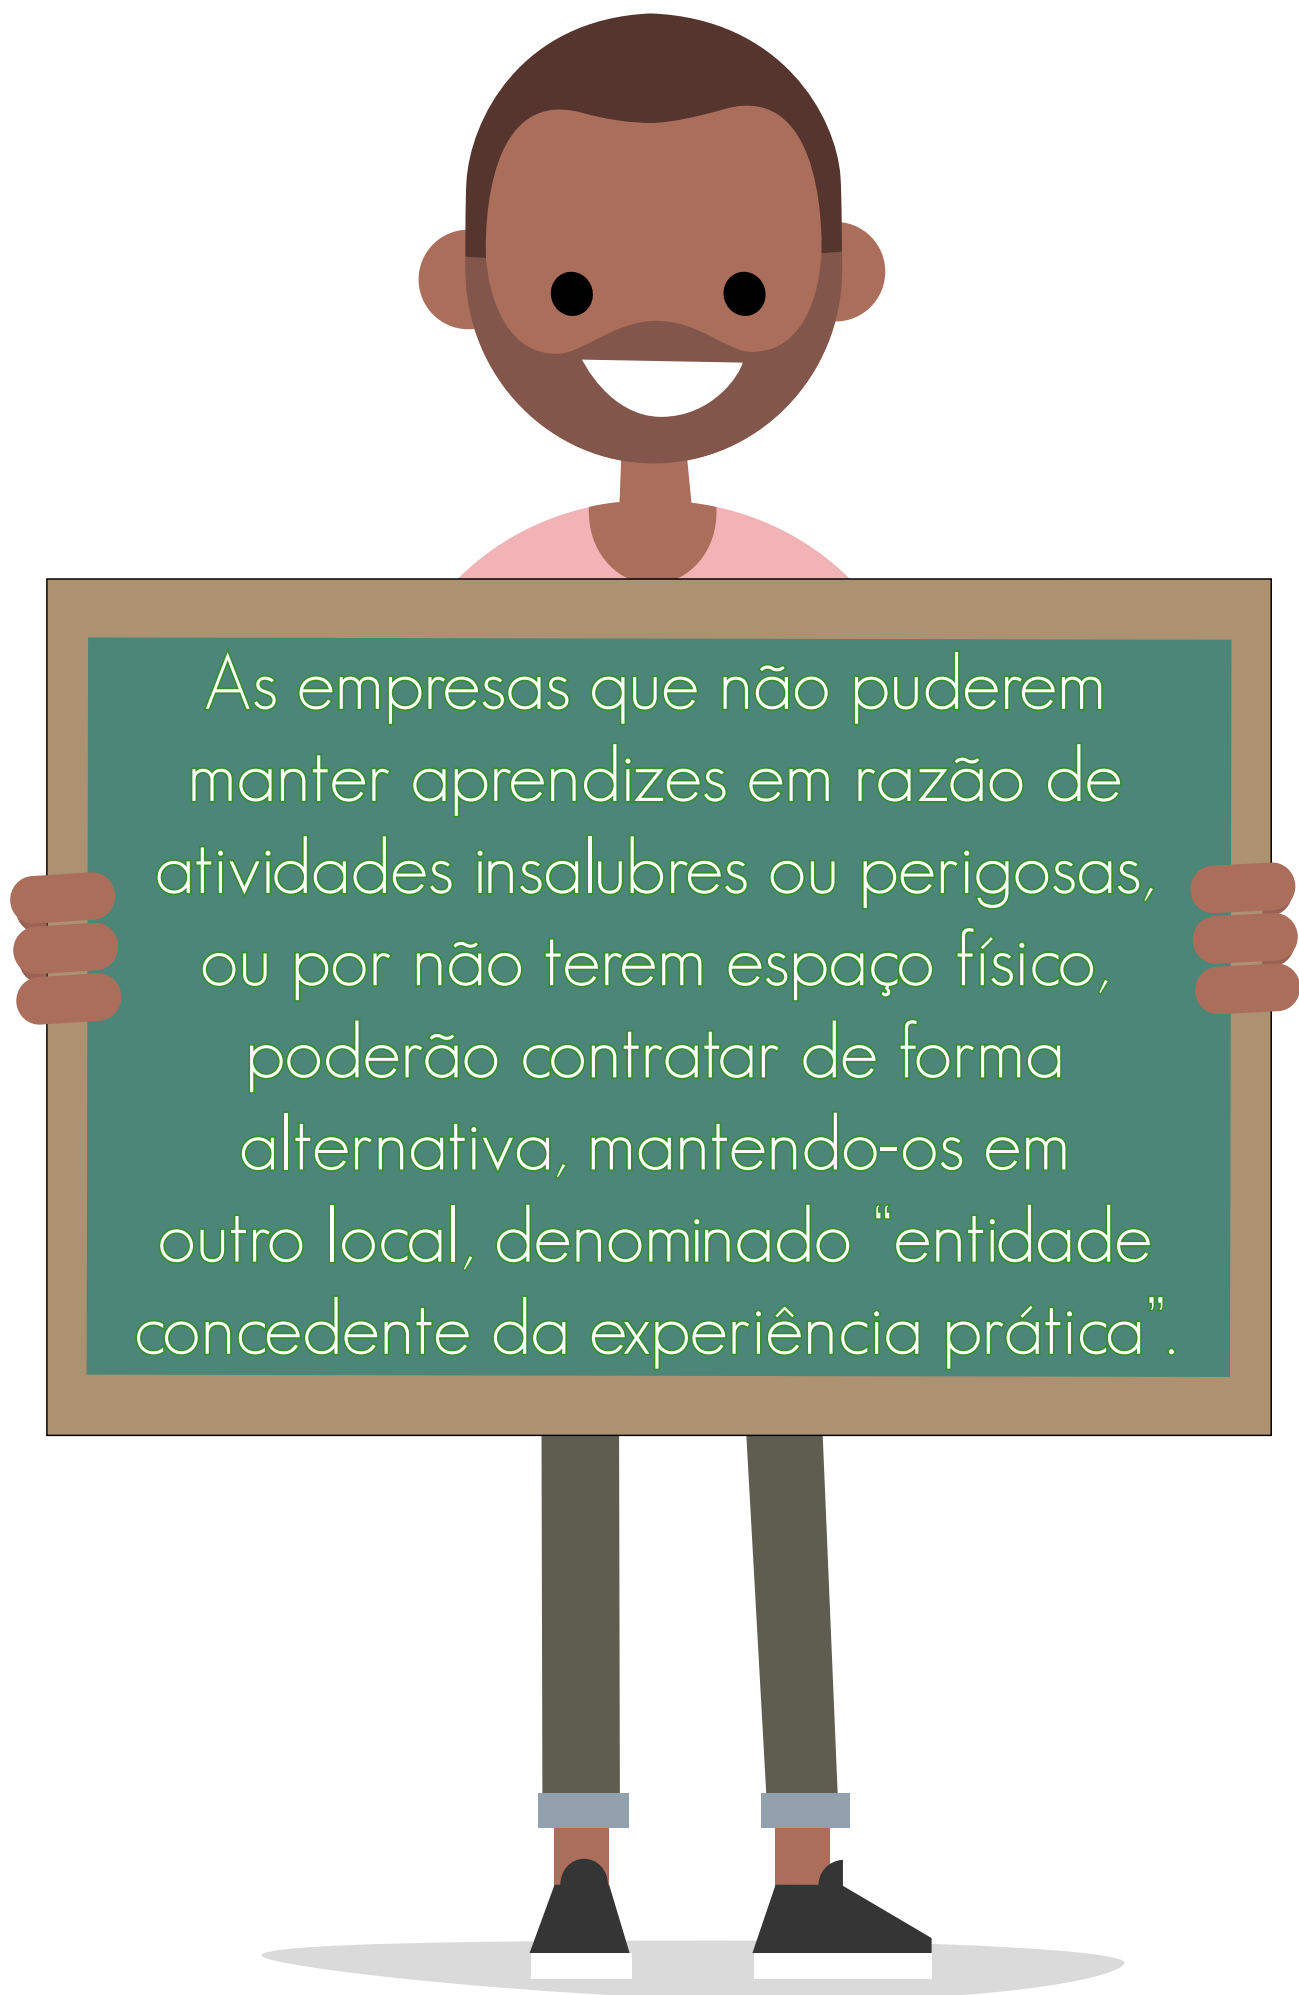 As empresas que não puderem
manter aprendizes em razão de
atividades insalubres ou perigosas,
ou por não terem espaço físico,
poderão contratar de forma
alternativa, mantendo-os em
outro local, denominado “entidade
concedente da experiência prática”.